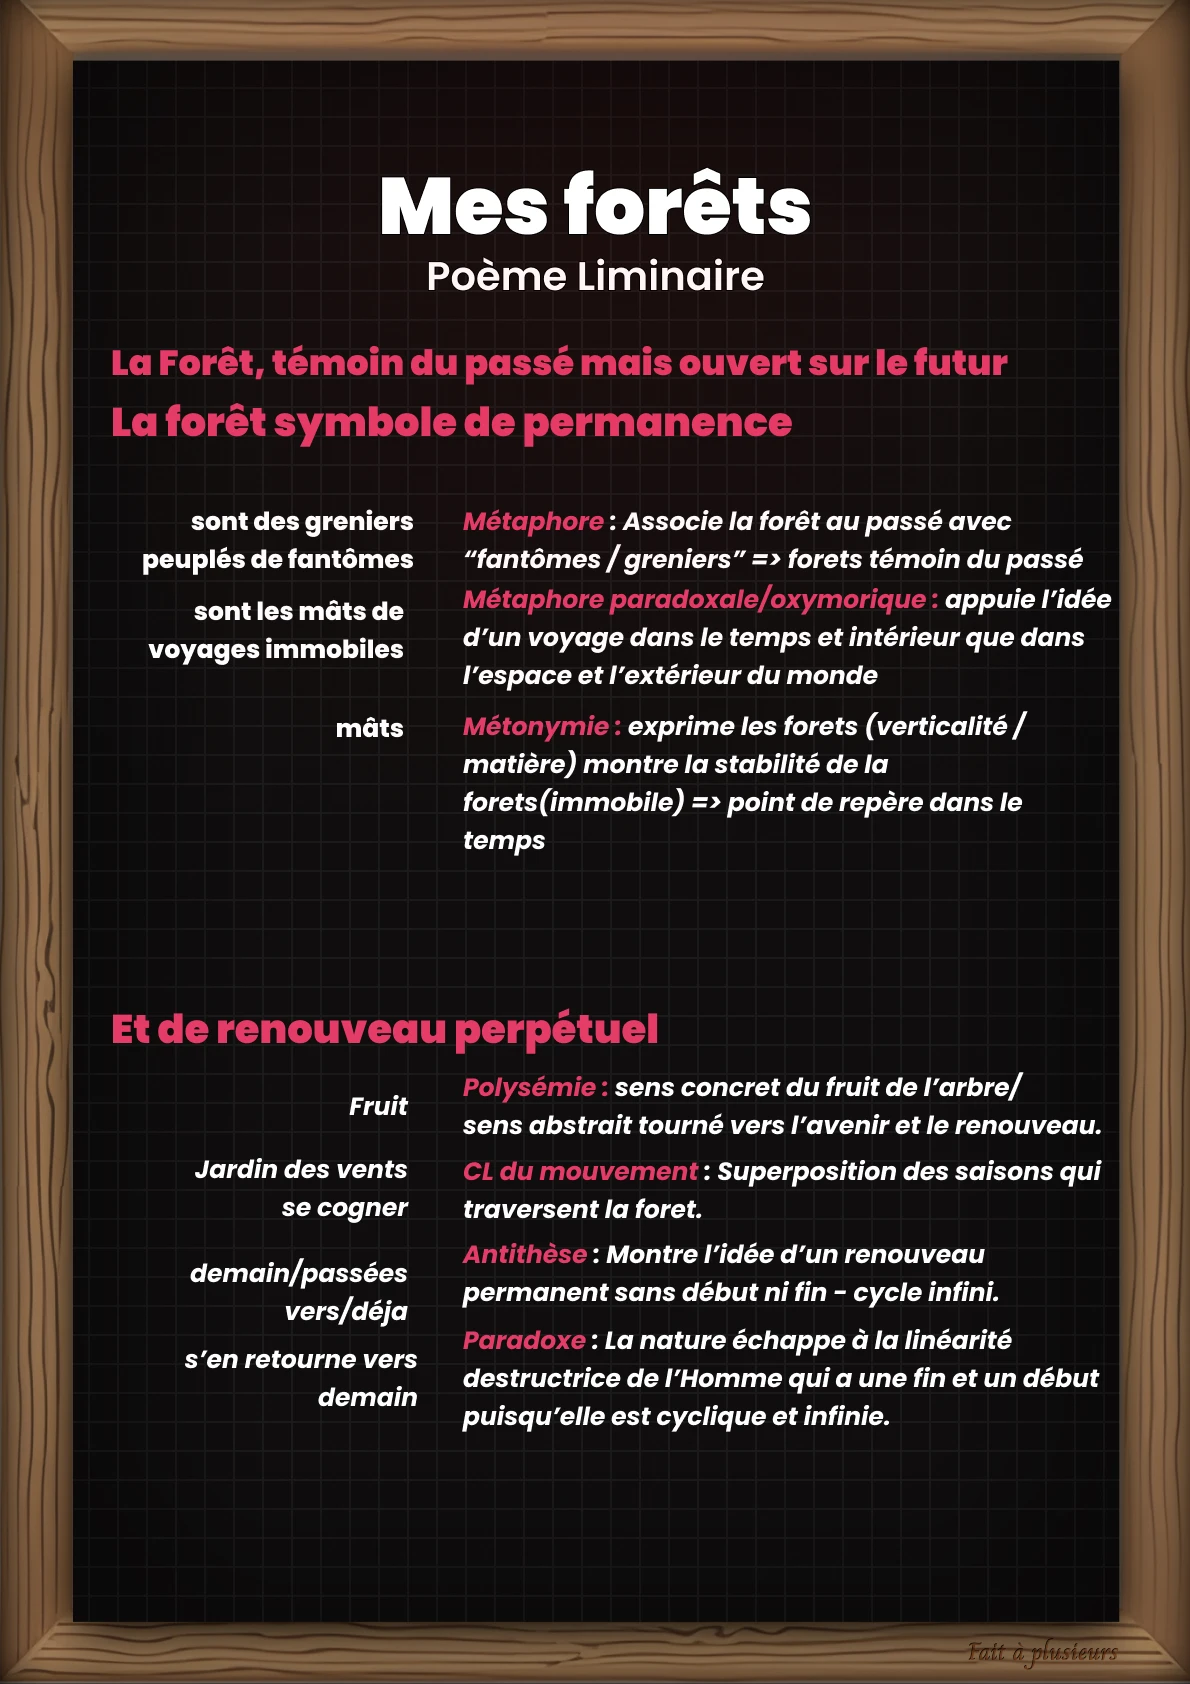 Mes forêts
Poème Liminaire
La Forêt, témoin du passé mais ouvert sur le futur
La forêt symbole de permanence
sont des greniers
peuplés de fantômes
Métaphore : Associe la forêt au passé avec
“fantômes / greniers” => forets témoin du passé
sont les mâts de
voyages immobiles
Métaphore paradoxale/oxymorique : appuie l’idée
d’un voyage dans le temps et intérieur que dans
l’espace et l’extérieur du monde
mâts
Métonymie : exprime les forets (verticalité /
matière) montre la stabilité de la
forets(immobile) => point de repère dans le
temps
Et de renouveau perpétuel
Fruit
Polysémie : sens concret du fruit de l’arbre/
sens abstrait tourné vers l’avenir et le renouveau.
Jardin des vents
se cogner
CL du mouvement : Superposition des saisons qui
traversent la foret.
demain/passées
vers/déja
Antithèse : Montre l’idée d’un renouveau
permanent sans début ni fin - cycle infini.
s’en retourne vers
demain
Paradoxe : La nature échappe à la linéarité
destructrice de l’Homme qui a une fin et un début
puisqu’elle est cyclique et infinie.
Fait à plusieurs